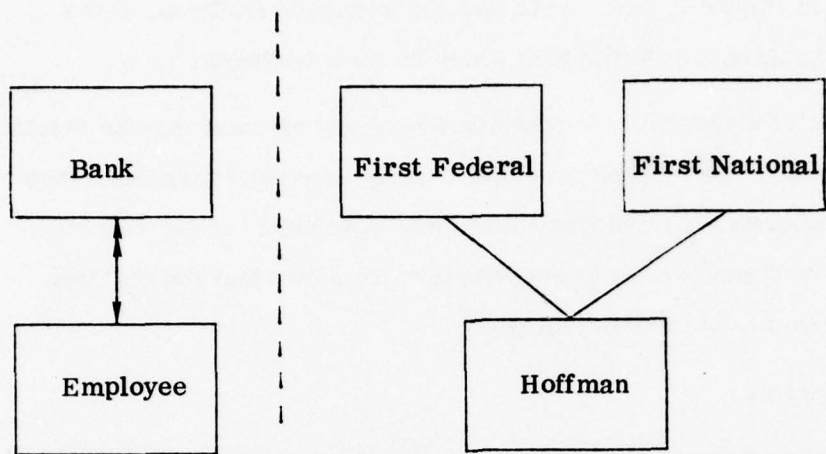 Bank
First Federal
First National
Employee
Hoffman